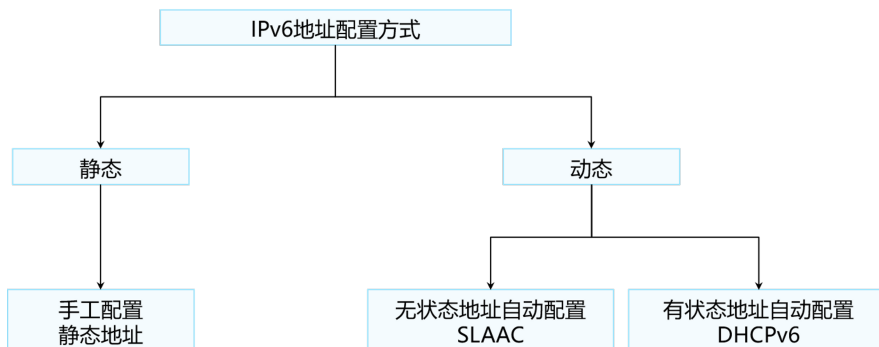 IPv6地址配置方式
静态
动态
手工配置
静态地址
无状态地址自动配置
SLAAC
有状态地址自动配置
DHCPv6